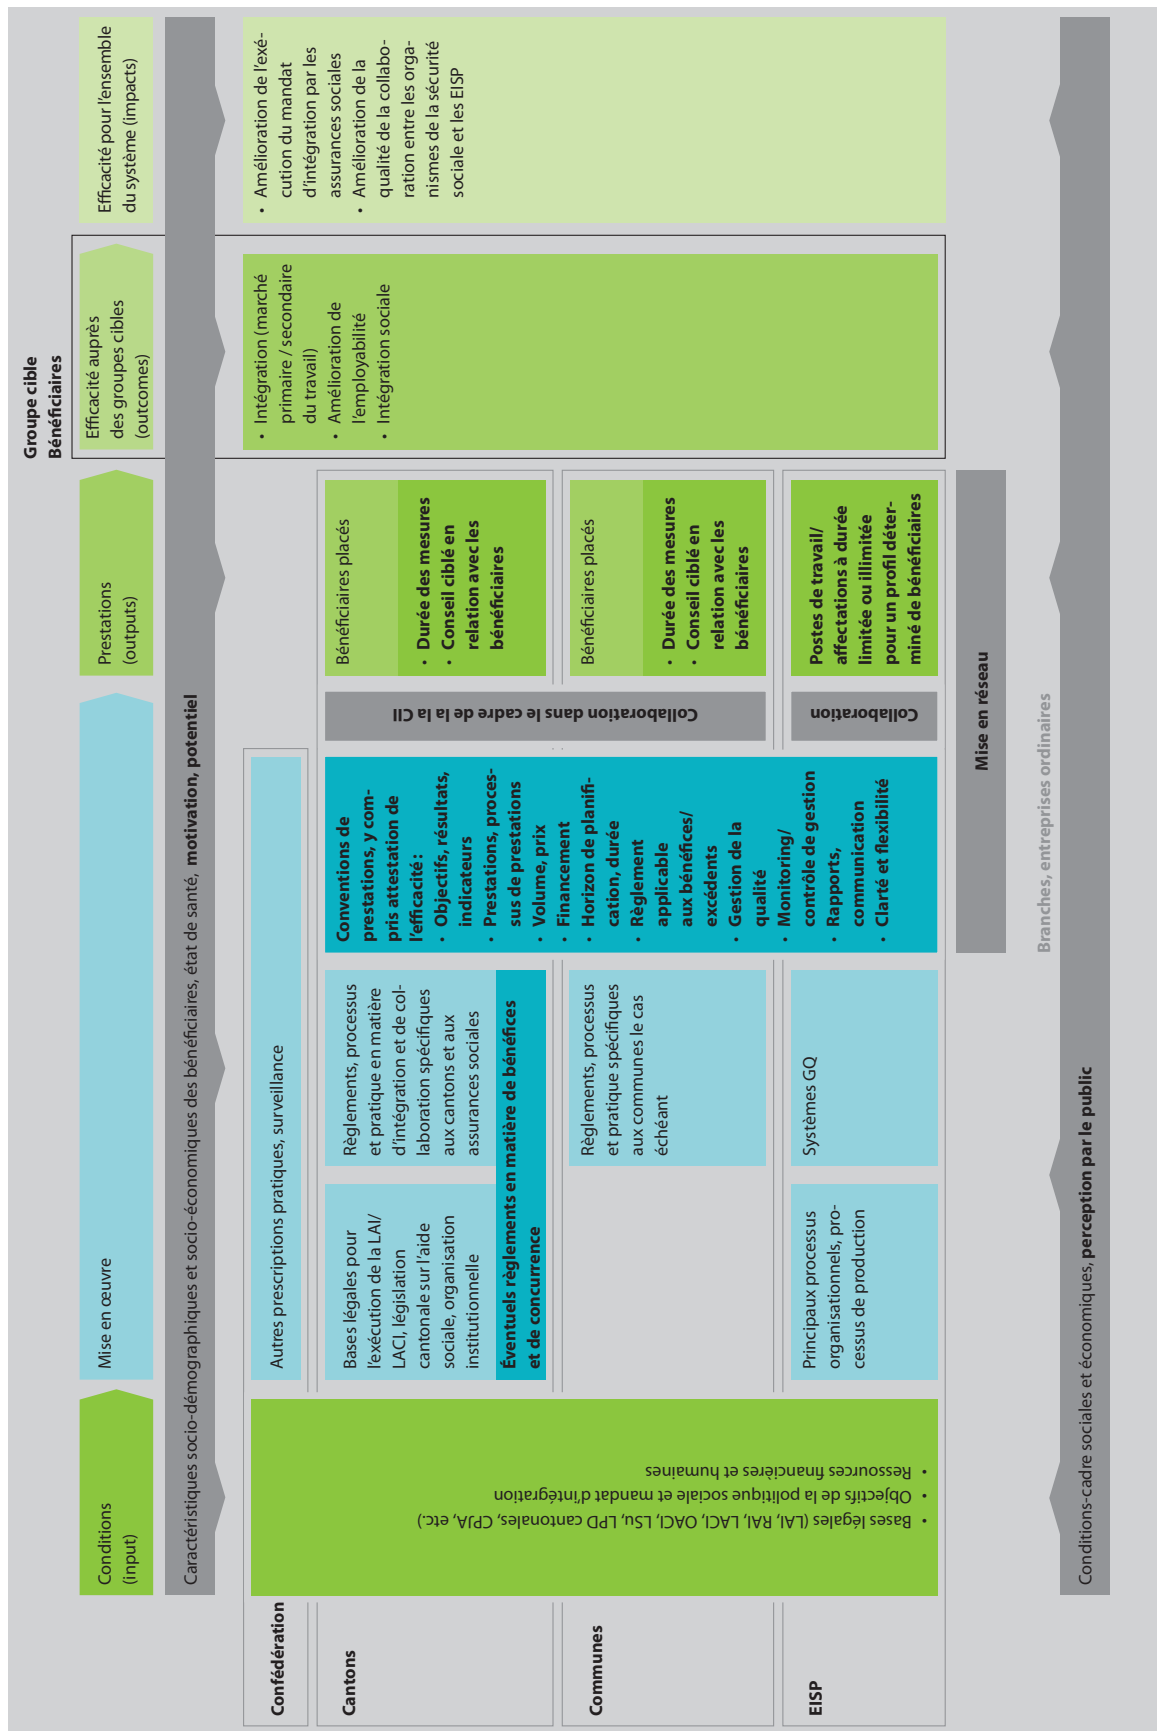 Groupe cible
Bénéficiaires
Conditions
(input)
Mise en œuvre
Prestations
(outputs)
Efficacité auprès
des groupes cibles
(outcomes)
Efficacité pour l'ensemble
du système (impacts)
Caractéristiques socio-démographiques et socio-économiques des bénéficiaires, état de santé, motivation, potentiel
Confédération
Cantons
Communes
EISP
• Bases légales (LAI, RAI, LACI, OACI, LSu, LPD cantonales, CPJA, etc.)
• Objectifs de la politique sociale et mandat d'intégration
• Ressources financières et humaines
Autres prescriptions pratiques, surveillance
Bases légales pour
l'exécution de la LAI/
LACI, législation
cantonale sur l'aide
sociale, organisation
institutionnelle
Règlements, processus
et pratique en matière
d'intégration et de col-
laboration spécifiques
aux cantons et aux
assurances sociales
Éventuels règlements en matière de bénéfices
et de concurrence
Règlements, processus
et pratique spécifiques
aux communes le cas
échéant
Principaux processus
organisationnels, pro-
cessus de production
Systèmes GQ
Conventions de
prestations, y com-
pris attestation de
l'efficacité :
• Objectifs, résultats,
indicateurs
• Prestations, proces-
sus de prestations
• Volume, prix
• Financement
• Horizon de planifi-
cation, durée
• Règlement
applicable
aux bénéfices/
excédents
• Gestion de la
qualité
• Monitoring/
contrôle de gestion
• Rapports,
communication
• Clarté et flexibilité
Collaboration dans le cadre de la la CII
Collaboration
Bénéficiaires placés
• Durée des mesures
• Conseil ciblé en
relation avec les
bénéficiaires
Bénéficiaires placés
• Durée des mesures
• Conseil ciblé en
relation avec les
bénéficiaires
Postes de travail/
affectations à durée
limitée ou illimitée
pour un profil déter-
miné de bénéficiaires
• Intégration (marché
primaire / secondaire
du travail)
• Amélioration de
l'employabilité
• Intégration sociale
• Amélioration de l'exé-
cution du mandat
d'intégration par les
assurances sociales
• Amélioration de la
qualité de la collabo-
ration entre les orga-
nismes de la sécurité
sociale et les EISP
Mise en réseau
Branches, entreprises ordinaires
Conditions-cadre sociales et économiques, perception par le public